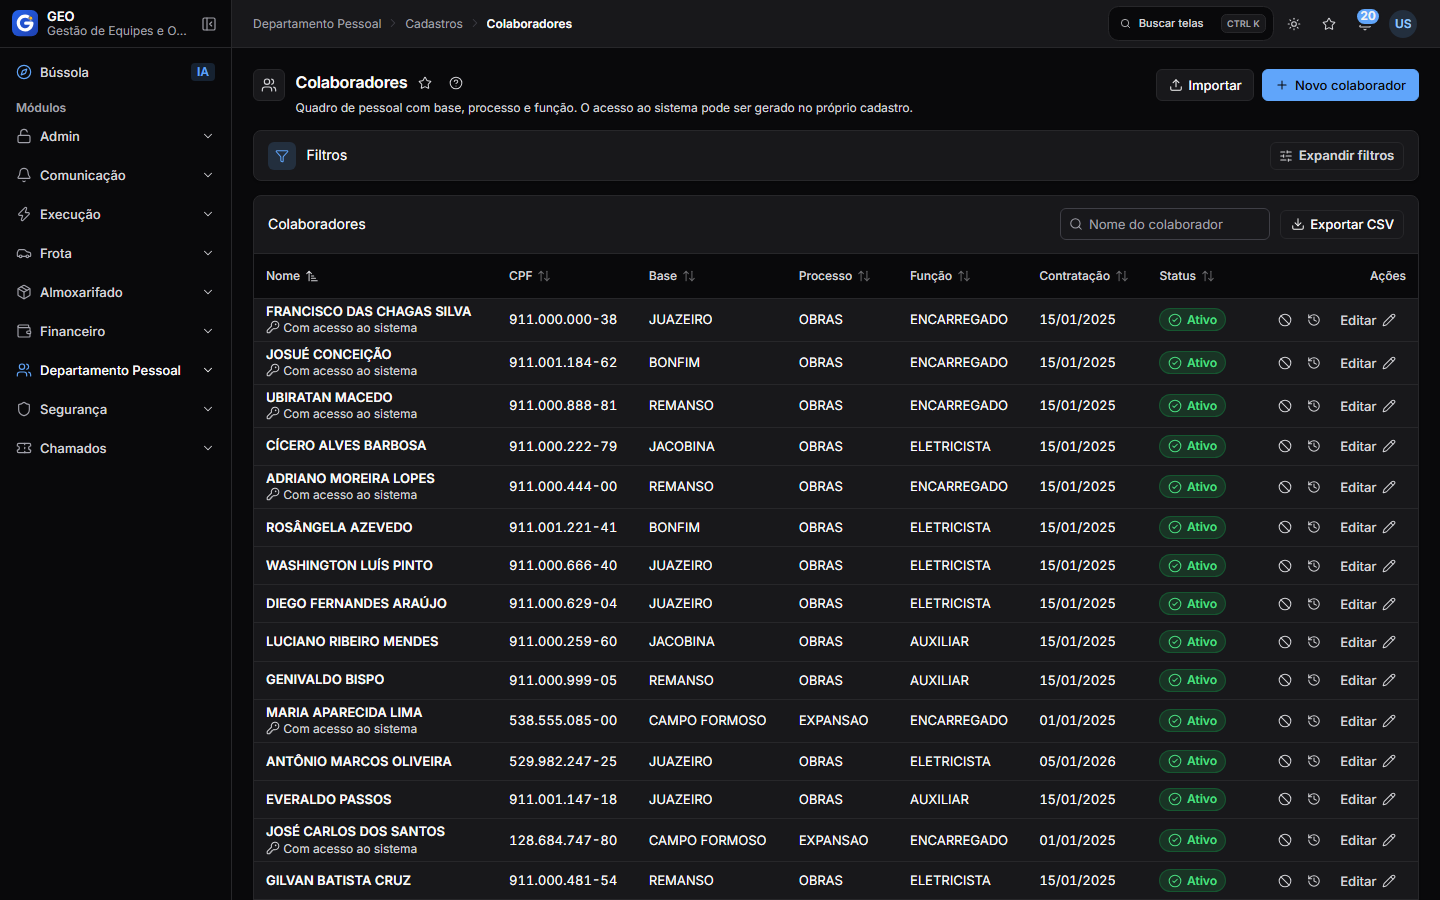 GEO
Gestão de Equipes e O...
Departamento Pessoal
Cadastros
Colaboradores
Buscar telas
CTRL K
20
US
Bússola
IA
Módulos
Admin
Comunicação
Execução
Frota
Almoxarifado
Financeiro
Departamento Pessoal
Segurança
Chamados
Colaboradores
Quadro de pessoal com base, processo e função. O acesso ao sistema pode ser gerado no próprio cadastro.
Importar
Novo colaborador
Filtros
Expandir filtros
Colaboradores
Nome do colaborador
Exportar CSV
Nome CPF Base Processo Função Contratação Status Ações
FRANCISCO DAS CHAGAS SILVA 911.000.000-38 JUAZEIRO OBRAS ENCARREGADO 15/01/2025 Ativo Editar
Com acesso ao sistema
JOSUÉ CONCEIÇÃO 911.001.184-62 BONFIM OBRAS ENCARREGADO 15/01/2025 Ativo Editar
Com acesso ao sistema
UBIRATAN MACEDO 911.000.888-81 REMANSO OBRAS ENCARREGADO 15/01/2025 Ativo Editar
Com acesso ao sistema
CÍCERO ALVES BARBOSA 911.000.222-79 JACOBINA OBRAS ELETRICISTA 15/01/2025 Ativo Editar
ADRIANO MOREIRA LOPES 911.000.444-00 REMANSO OBRAS ENCARREGADO 15/01/2025 Ativo Editar
Com acesso ao sistema
ROSÂNGELA AZEVEDO 911.001.221-41 BONFIM OBRAS ELETRICISTA 15/01/2025 Ativo Editar
WASHINGTON LUÍS PINTO 911.000.666-40 JUAZEIRO OBRAS ELETRICISTA 15/01/2025 Ativo Editar
DIEGO FERNANDES ARAÚJO 911.000.629-04 JUAZEIRO OBRAS ELETRICISTA 15/01/2025 Ativo Editar
LUCIANO RIBEIRO MENDES 911.000.259-60 JACOBINA OBRAS AUXILIAR 15/01/2025 Ativo Editar
GENIVALDO BISPO 911.000.999-05 REMANSO OBRAS AUXILIAR 15/01/2025 Ativo Editar
MARIA APARECIDA LIMA 538.555.085-00 CAMPO FORMOSO EXPANSAO ENCARREGADO 01/01/2025 Ativo Editar
Com acesso ao sistema
ANTÔNIO MARCOS OLIVEIRA 529.982.247-25 JUAZEIRO OBRAS ELETRICISTA 05/01/2026 Ativo Editar
EVERALDO PASSOS 911.001.147-18 JUAZEIRO OBRAS AUXILIAR 15/01/2025 Ativo Editar
JOSÉ CARLOS DOS SANTOS 128.684.747-80 CAMPO FORMOSO EXPANSAO ENCARREGADO 01/01/2025 Ativo Editar
Com acesso ao sistema
GILVAN BATISTA CRUZ 911.000.481-54 REMANSO OBRAS ELETRICISTA 15/01/2025 Ativo Editar